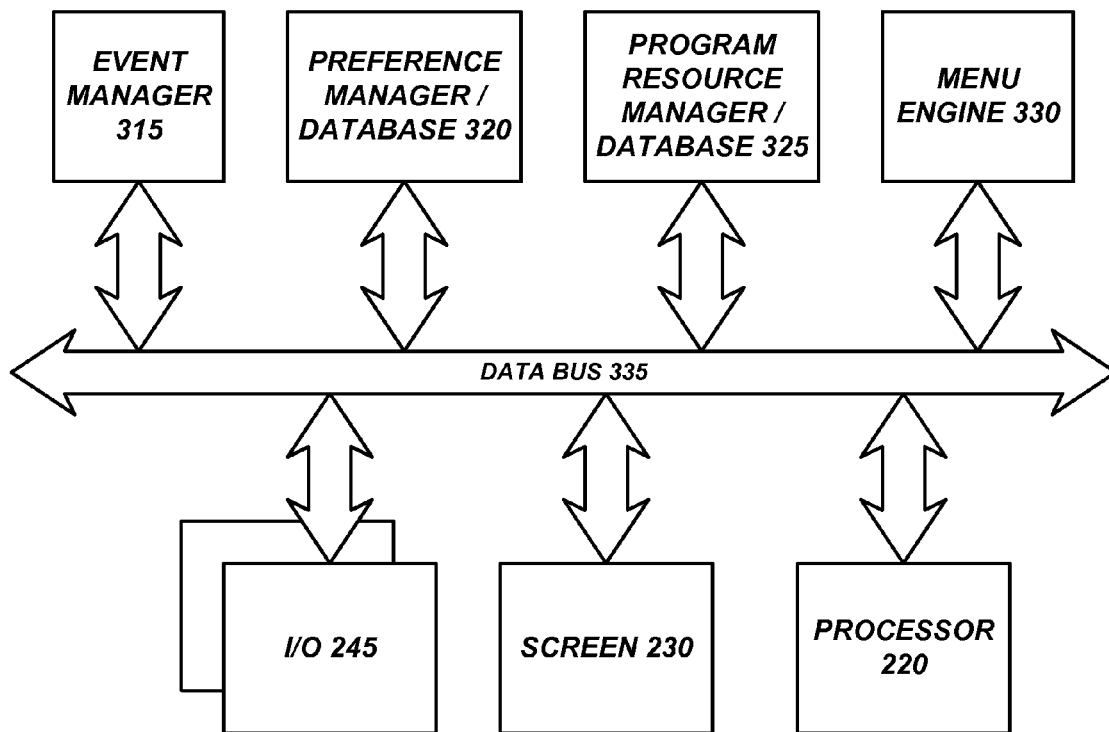 EVENT
MANAGER
315
PREFERENCE
MANAGER /
DATABASE 320
PROGRAM
RESOURCE
MANAGER /
DATABASE 325
MENU
ENGINE 330
DATA BUS 335
I/O 245
SCREEN 230
PROCESSOR
220